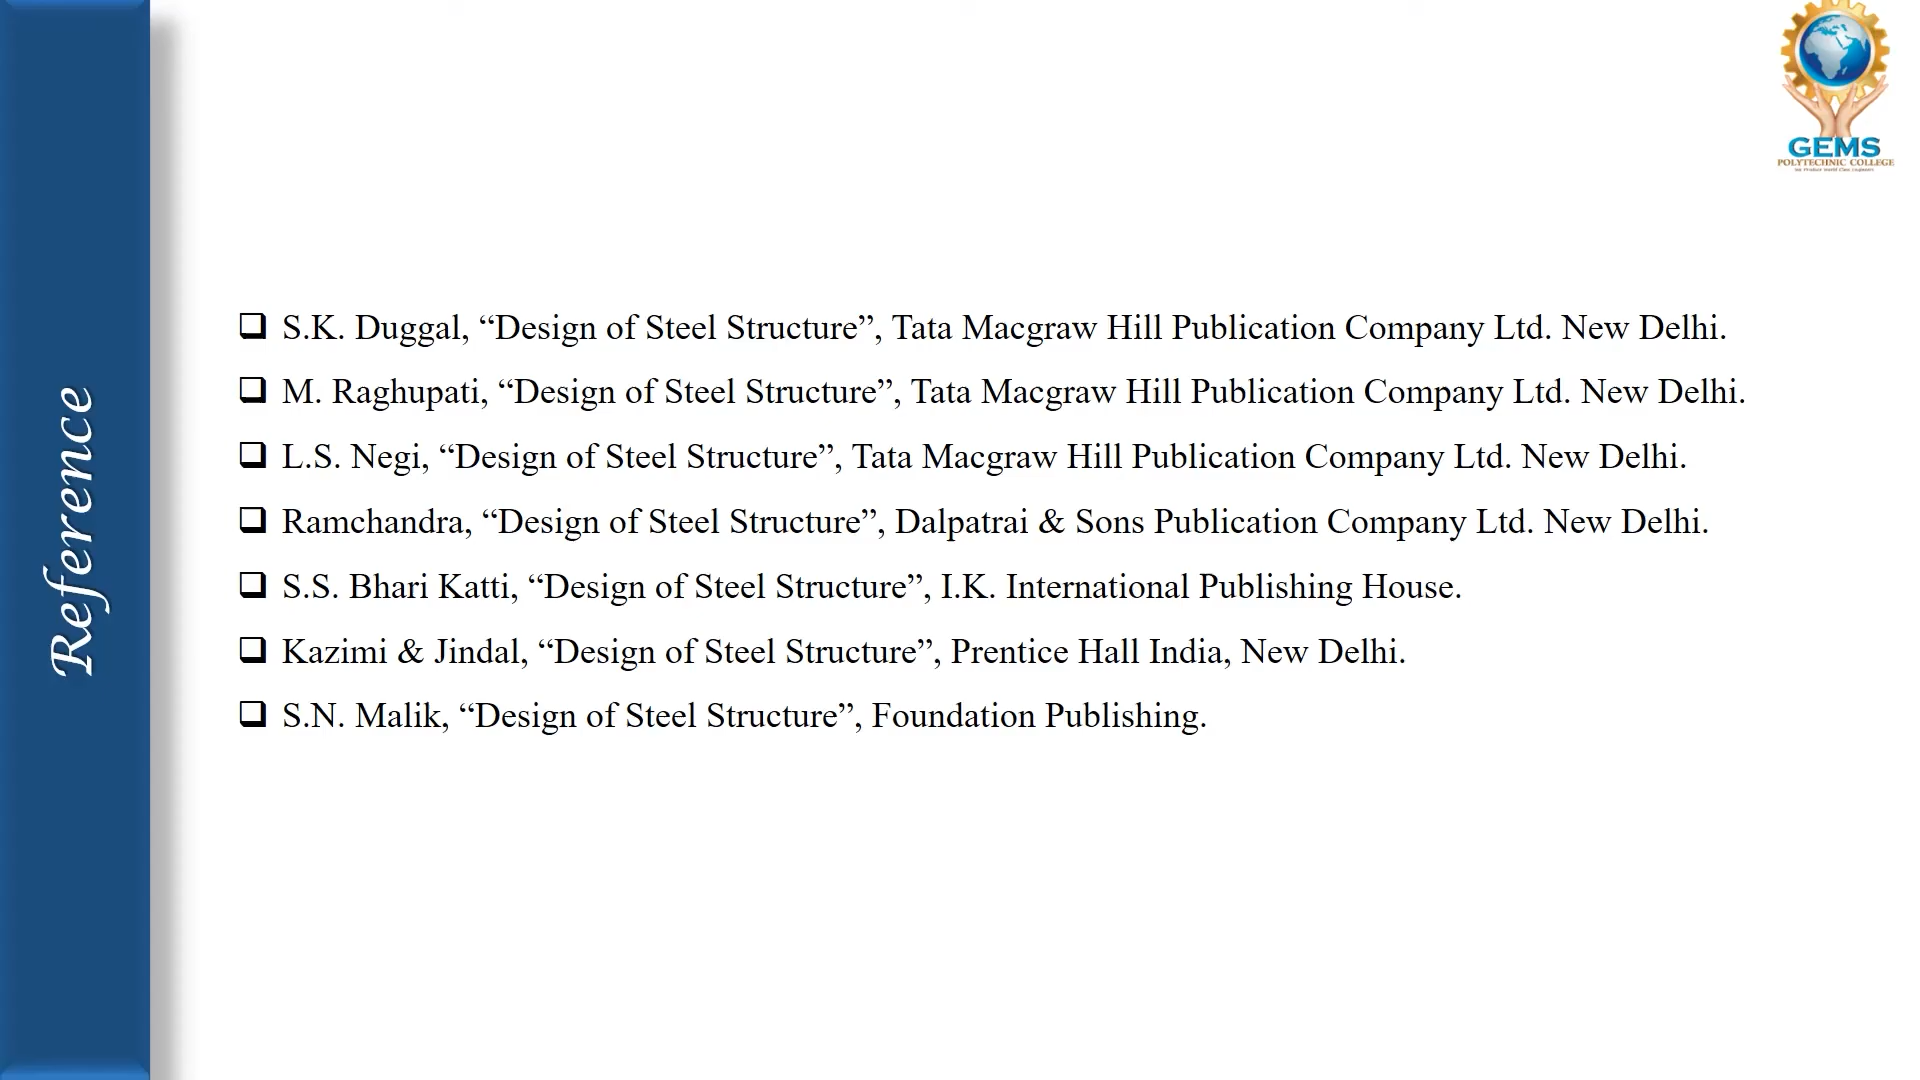 GEMS
POLYTECHNIC COLLEGE
Reference
S.K. Duggal, “Design of Steel Structure”, Tata Macgraw Hill Publication Company Ltd. New Delhi.
M. Raghupati, “Design of Steel Structure”, Tata Macgraw Hill Publication Company Ltd. New Delhi.
L.S. Negi, “Design of Steel Structure”, Tata Macgraw Hill Publication Company Ltd. New Delhi.
Ramchandra, “Design of Steel Structure”, Dalpatrai & Sons Publication Company Ltd. New Delhi.
S.S. Bhari Katti, “Design of Steel Structure”, I.K. International Publishing House.
Kazimi & Jindal, “Design of Steel Structure”, Prentice Hall India, New Delhi.
S.N. Malik, “Design of Steel Structure”, Foundation Publishing.